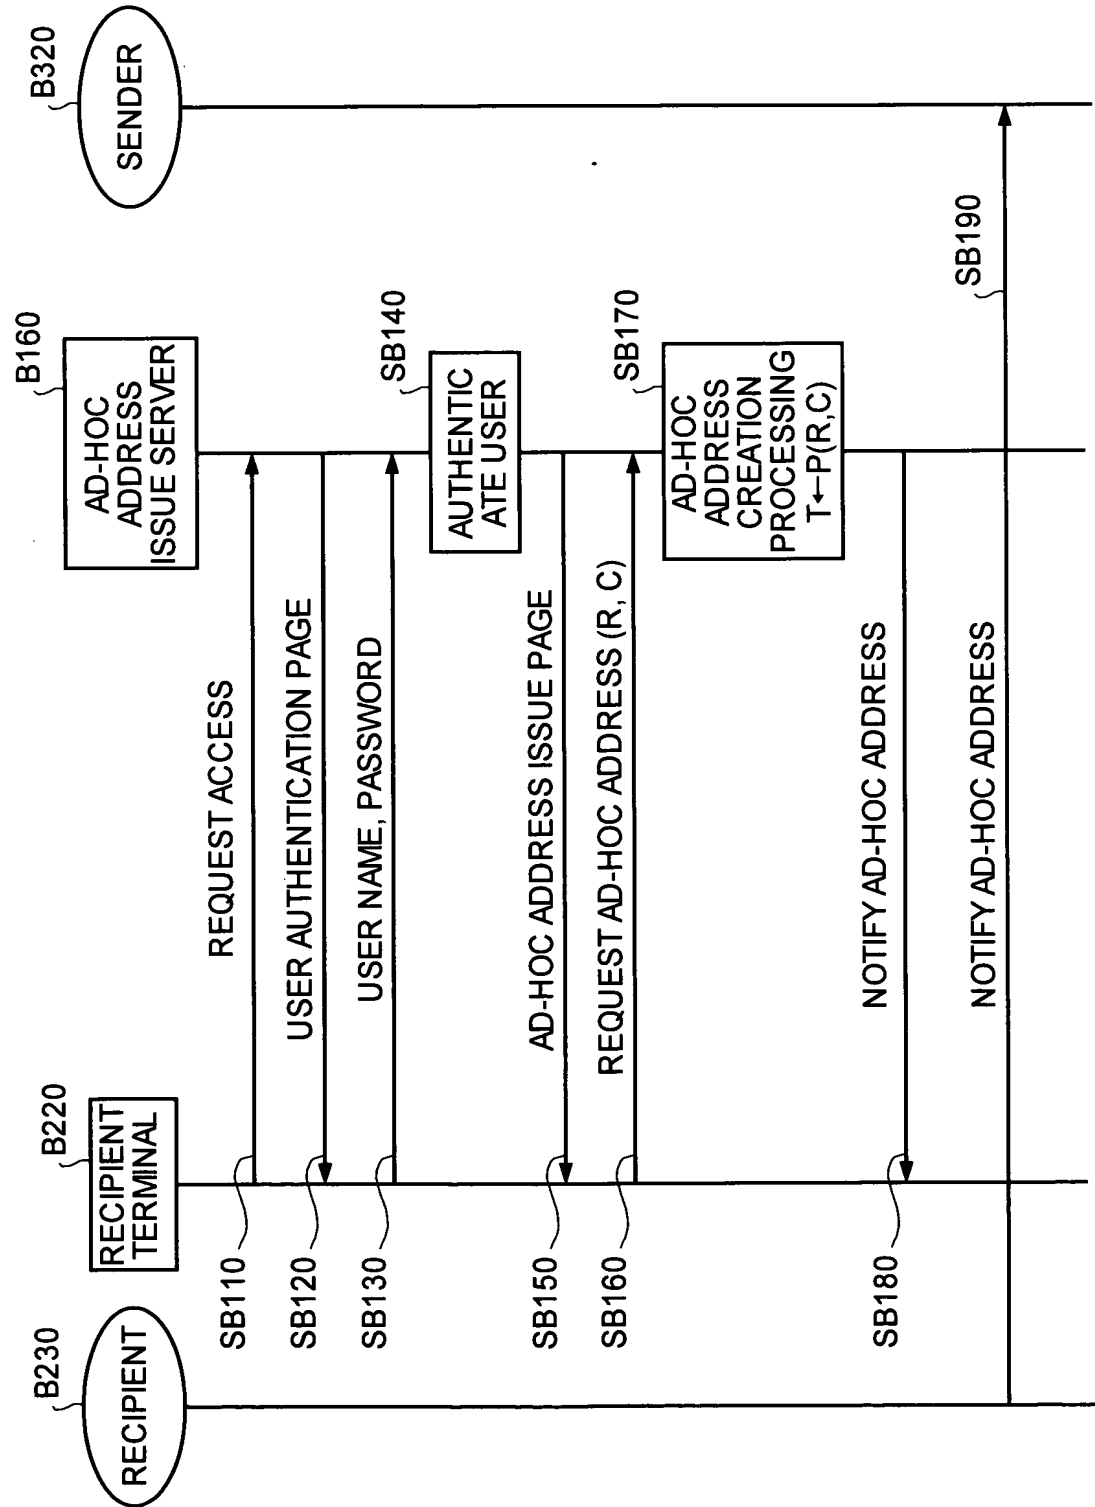 B230
RECIPIENT
B220
RECIPIENT
TERMINAL
B160
AD-HOC
ADDRESS
ISSUE SERVER
B320
SENDER
SB110
REQUEST ACCESS
SB120
USER AUTHENTICATION PAGE
SB130
USER NAME, PASSWORD
SB140
AUTHENTIC
ATE USER
SB150
AD-HOC ADDRESS ISSUE PAGE
SB160
REQUEST AD-HOC ADDRESS (R, C)
SB170
AD-HOC
ADDRESS
CREATION
PROCESSING
T←P(R,C)
SB180
NOTIFY AD-HOC ADDRESS
NOTIFY AD-HOC ADDRESS
SB190